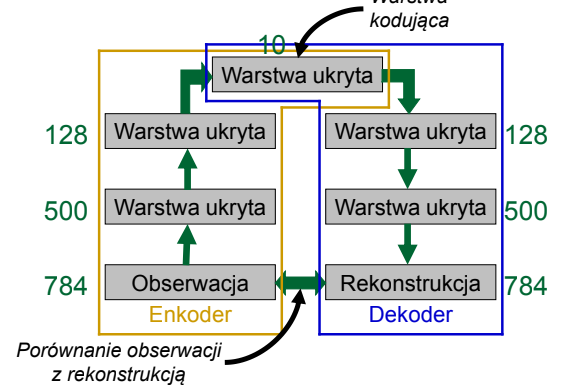 Warstwa
kodująca
10
Warstwa ukryta
128 Warstwa ukryta Warstwa ukryta 128
500 Warstwa ukryta Warstwa ukryta 500
784 Obserwacja Rekonstrukcja 784
Enkoder Dekoder
Porównanie obserwacji
z rekonstrukcją